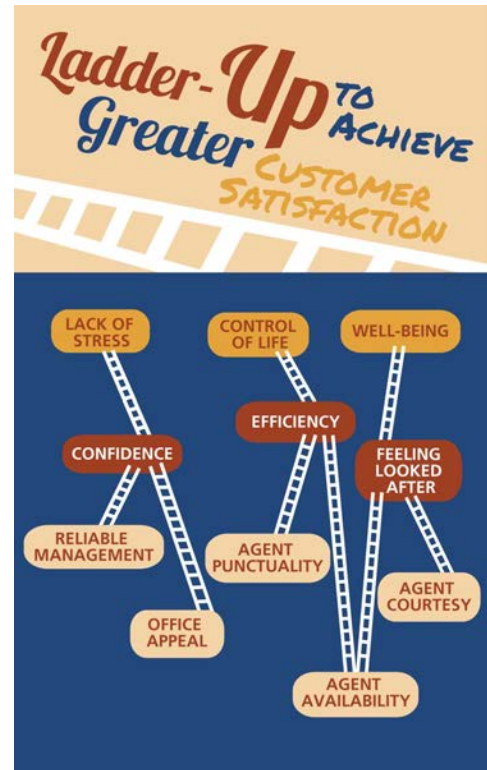 Ladder-Up TO
ACHIEVE
Greater CUSTOMER
SATISFACTION
LACK OF
STRESS
CONTROL
OF LIFE
WELL-BEING
CONFIDENCE
EFFICIENCY
FEELING
LOOKED
AFTER
RELIABLE
MANAGEMENT
AGENT
PUNCTUALITY
AGENT
COURTESY
OFFICE
APPEAL
AGENT
AVAILABILITY